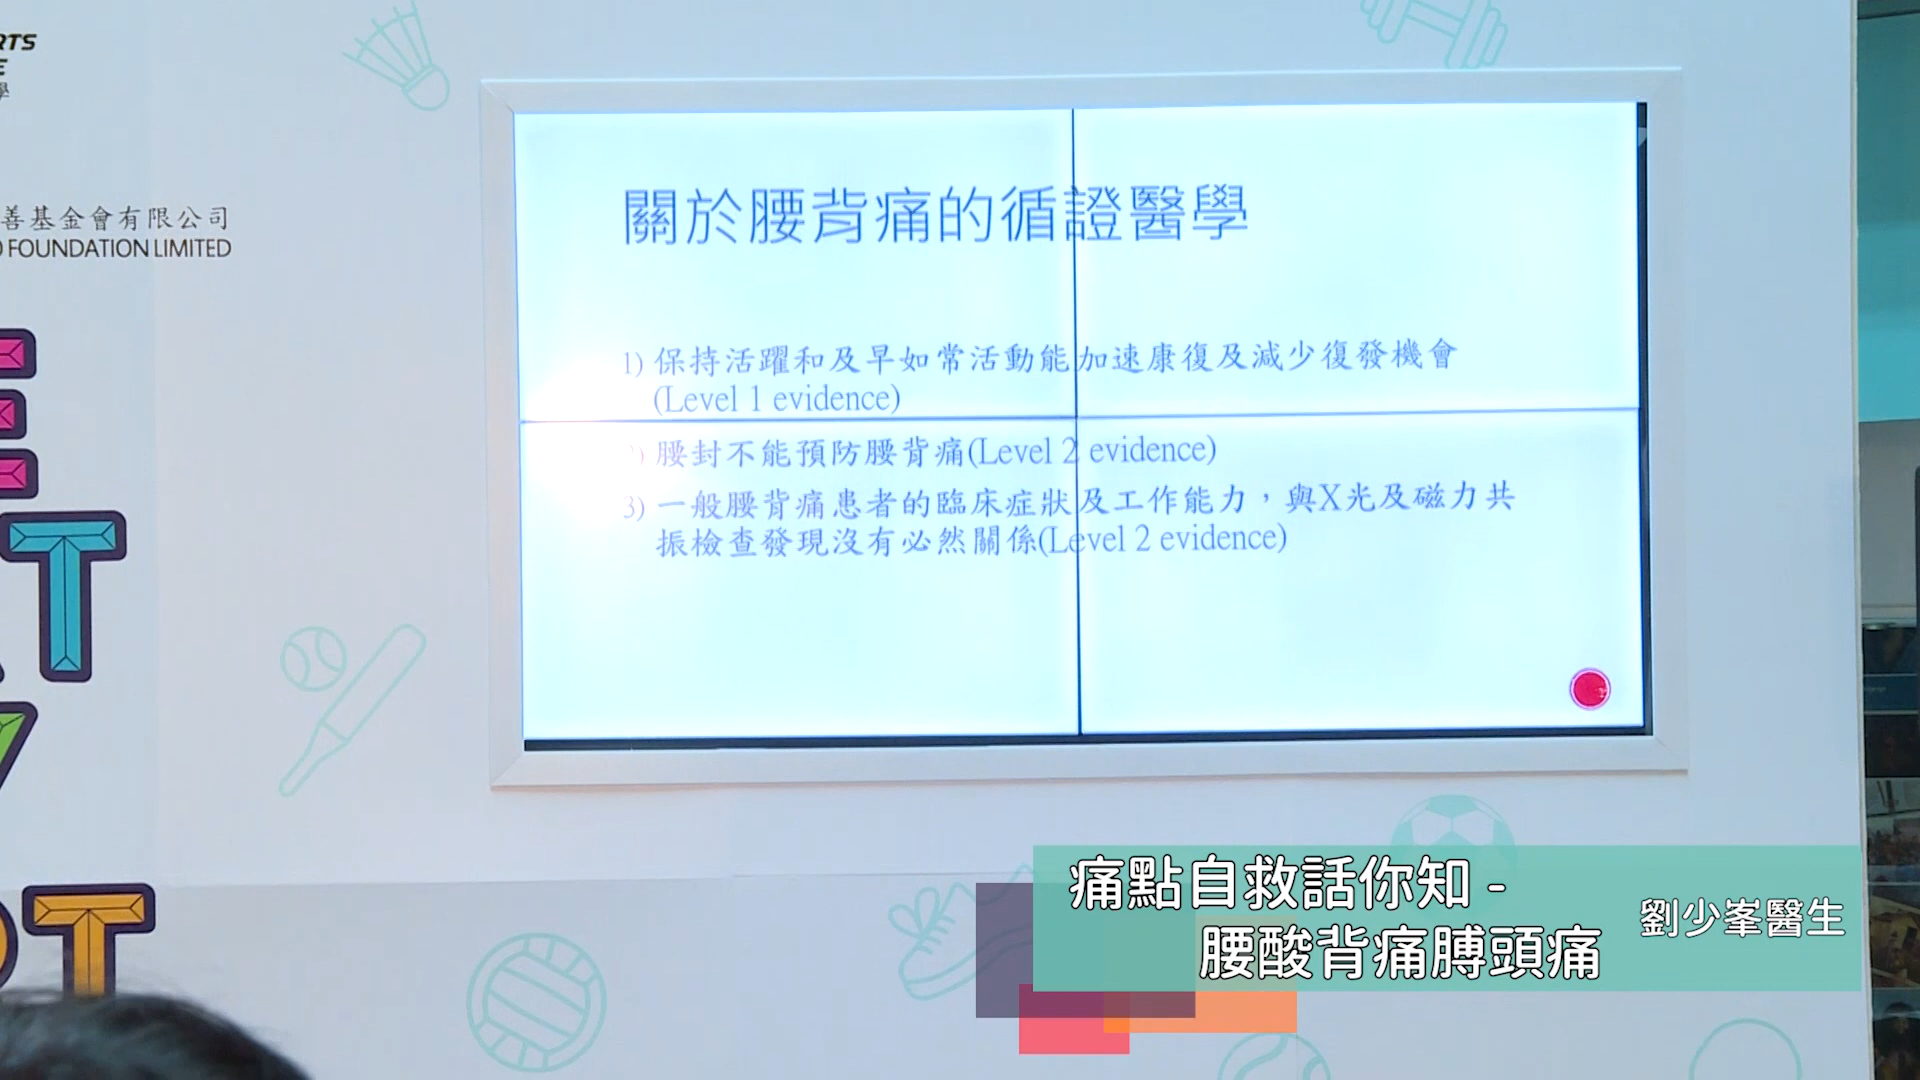 RTS
E
學
善基金會有限公司
D FOUNDATION LIMITED
關於腰背痛的循證醫學
1) 保持活躍和及早如常活動能加速康復及減少復發機會
(Level 1 evidence)
2) 腰封不能預防腰背痛(Level 2 evidence)
3) 一般腰背痛患者的臨床症狀及工作能力，與X光及磁力共
振檢查發現沒有必然關係(Level 2 evidence)
E
T
Y
OT
痛點自救話你知 -
腰酸背痛膊頭痛
劉少峯醫生